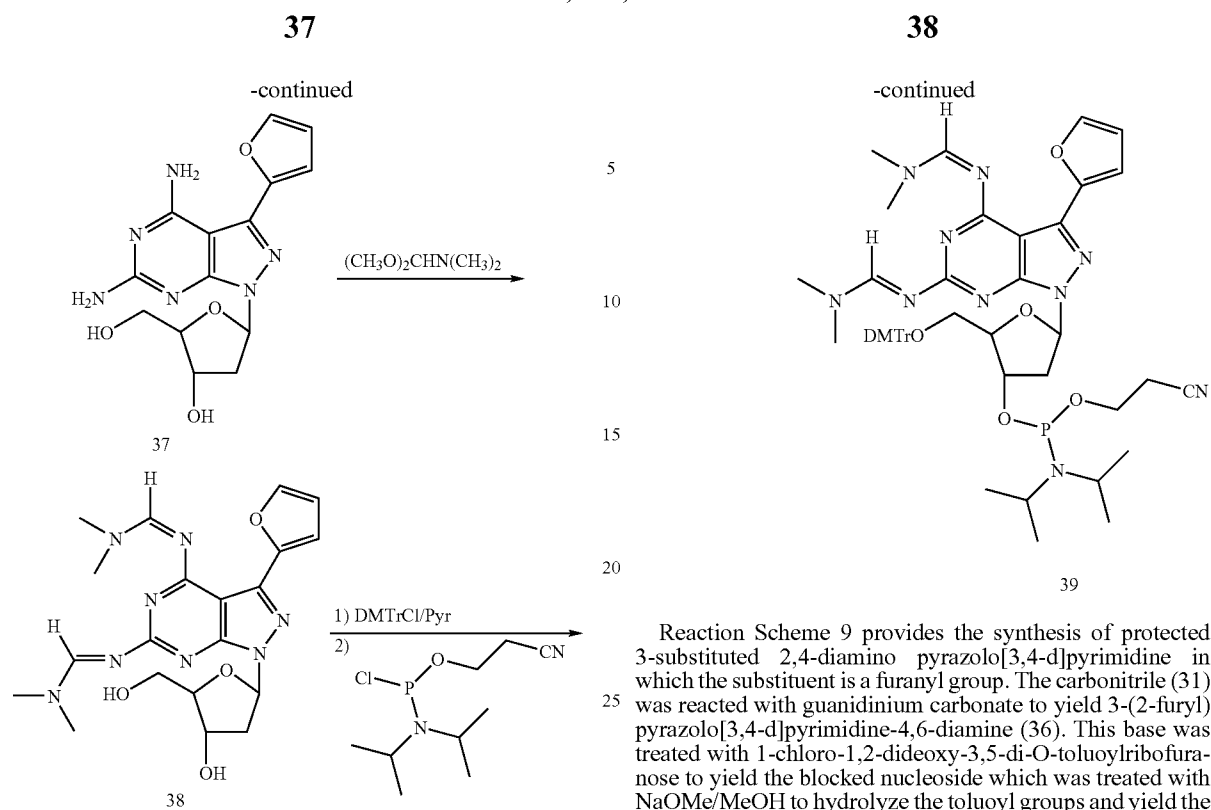 37
-continued
O
NH₂
N
N
H₂N
N
N
(CH₃O)₂CHN(CH₃)₂
HO
O
OH
37
H
N
N
O
N
N
H
N
N
N
N
HO
O
OH
38
1) DMTrCl/Pyr
2)
Cl
P
O
CN
N
5
10
15
20
25
38
-continued
H
N
N
O
N
N
H
N
N
N
N
DMTrO
O
O
P
O
CN
N
39
Reaction Scheme 9 provides the synthesis of protected
3-substituted 2,4-diamino pyrazolo[3,4-d]pyrimidine in
which the substituent is a furanyl group. The carbonitrile (31)
was reacted with guanidinium carbonate to yield 3-(2-furyl)
pyrazolo[3,4-d]pyrimidine-4,6-diamine (36). This base was
treated with 1-chloro-1,2-dideoxy-3,5-di-O-toluoylribofura-
nose to yield the blocked nucleoside which was treated with
NaOMe/MeOH to hydrolyze the toluoyl groups and yield the